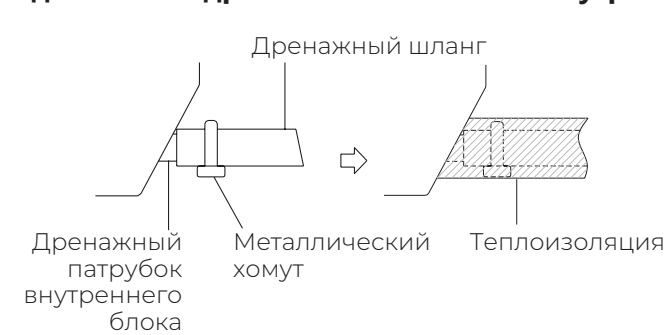 Дренажный шланг
Дренажный
патрубок
внутреннего
блока
Металлический
хомут
Теплоизоляция